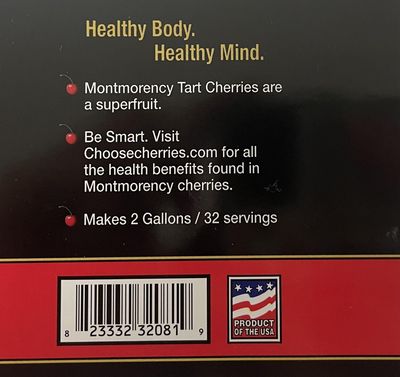 Healthy Body.
Healthy Mind.
Montmorency Tart Cherries are
a superfruit.
Be Smart. Visit
Choosecherries.com for all
the health benefits found in
Montmorency cherries.
Makes 2 Gallons / 32 servings
8 23332 32081 9
PRODUCT
OF THE USA